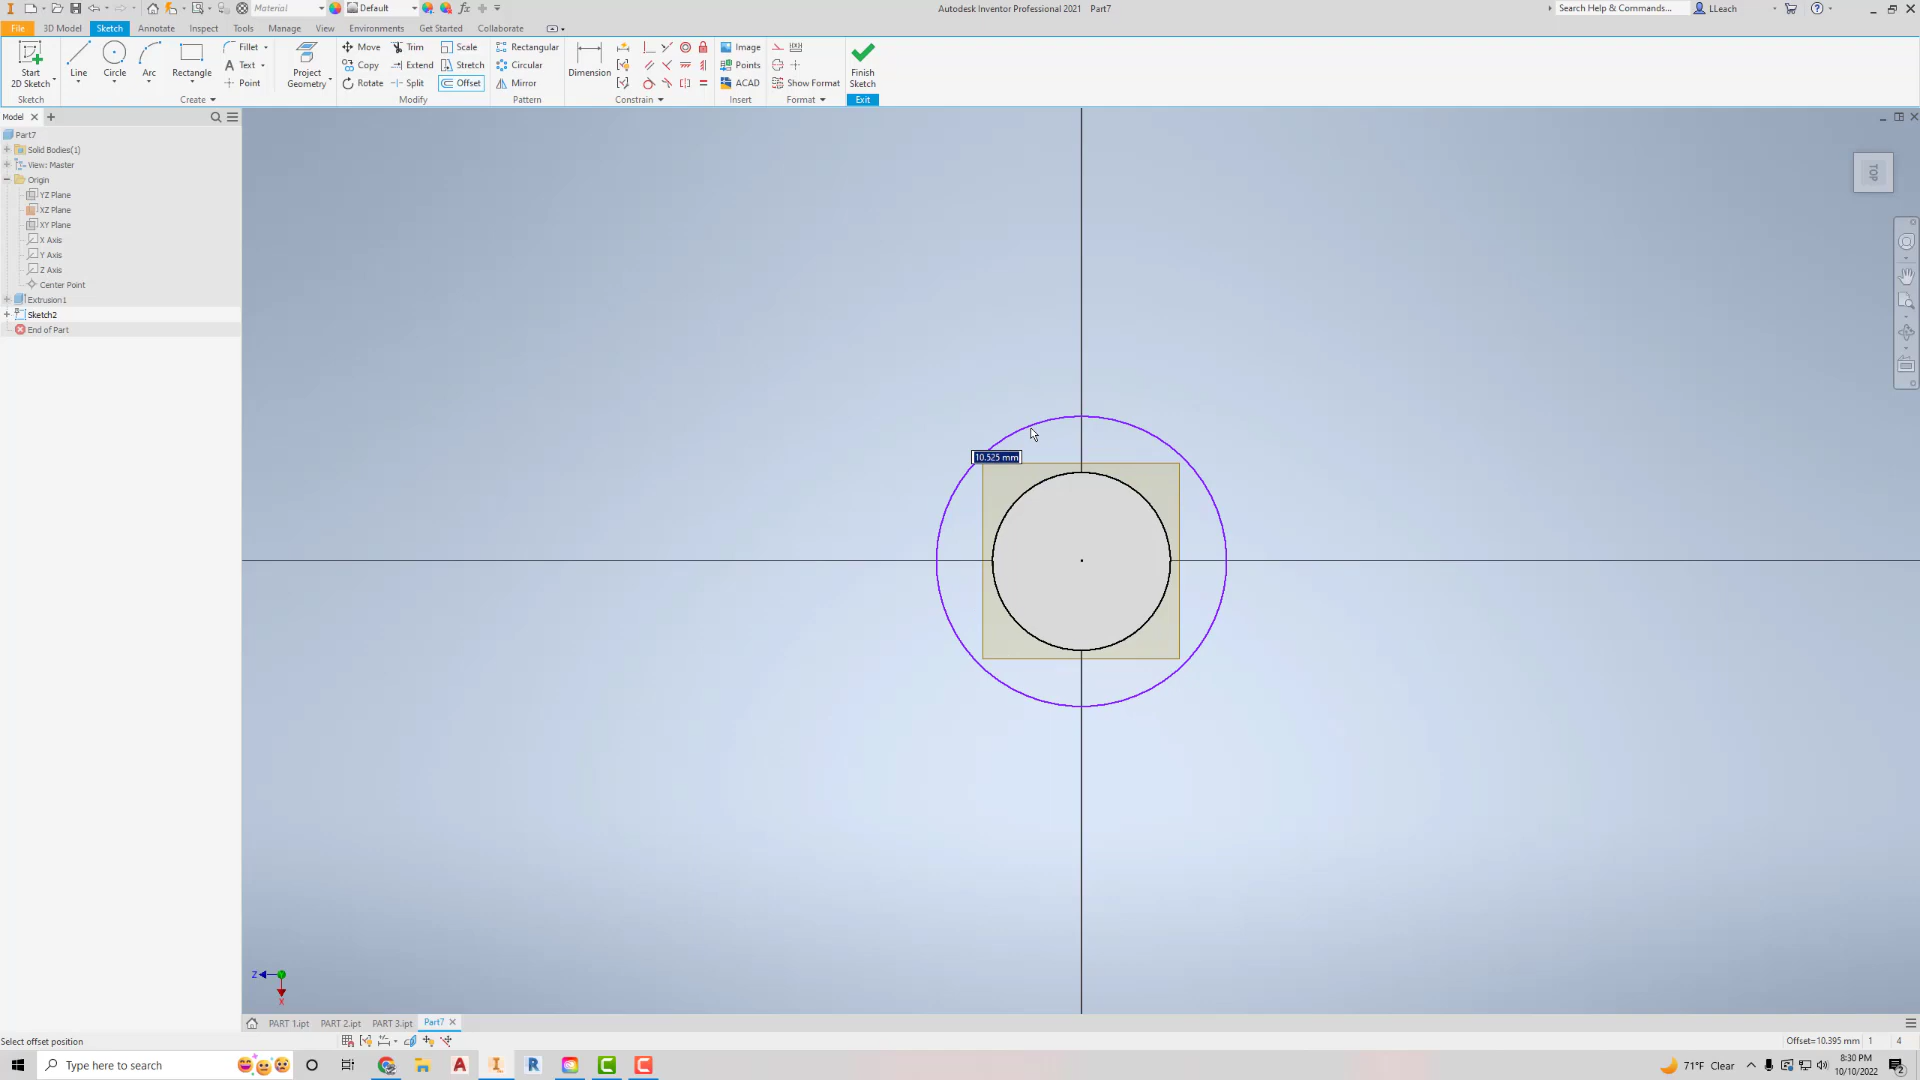 Material
Default
Autodesk Inventor Professional 2021 Part7
Search Help & Commands...
LLeach
File
3D Model
Sketch
Annotate
Inspect
Tools
Manage
View
Environments
Get Started
Collaborate
Start
2D Sketch
Line
Circle
Arc
Rectangle
Fillet
Text
Point
Project
Geometry
Move
Copy
Rotate
Trim
Extend
Split
Scale
Stretch
Offset
Rectangular
Circular
Mirror
Dimension
Image
Points
ACAD
Show Format
Finish
Sketch
Sketch
Create
Modify
Pattern
Constrain
Insert
Format
Exit
Model
Part7
Solid Bodies(1)
View: Master
Origin
YZ Plane
XZ Plane
XY Plane
X Axis
Y Axis
Z Axis
Center Point
Extrusion1
Sketch2
End of Part
TOP
10.525 mm
Z
X
PART 1.ipt
PART 2.ipt
PART 3.ipt
Part7
Select offset position
Offset=10.395 mm 1 4
Type here to search
71°F Clear
8:30 PM
10/10/2022
2